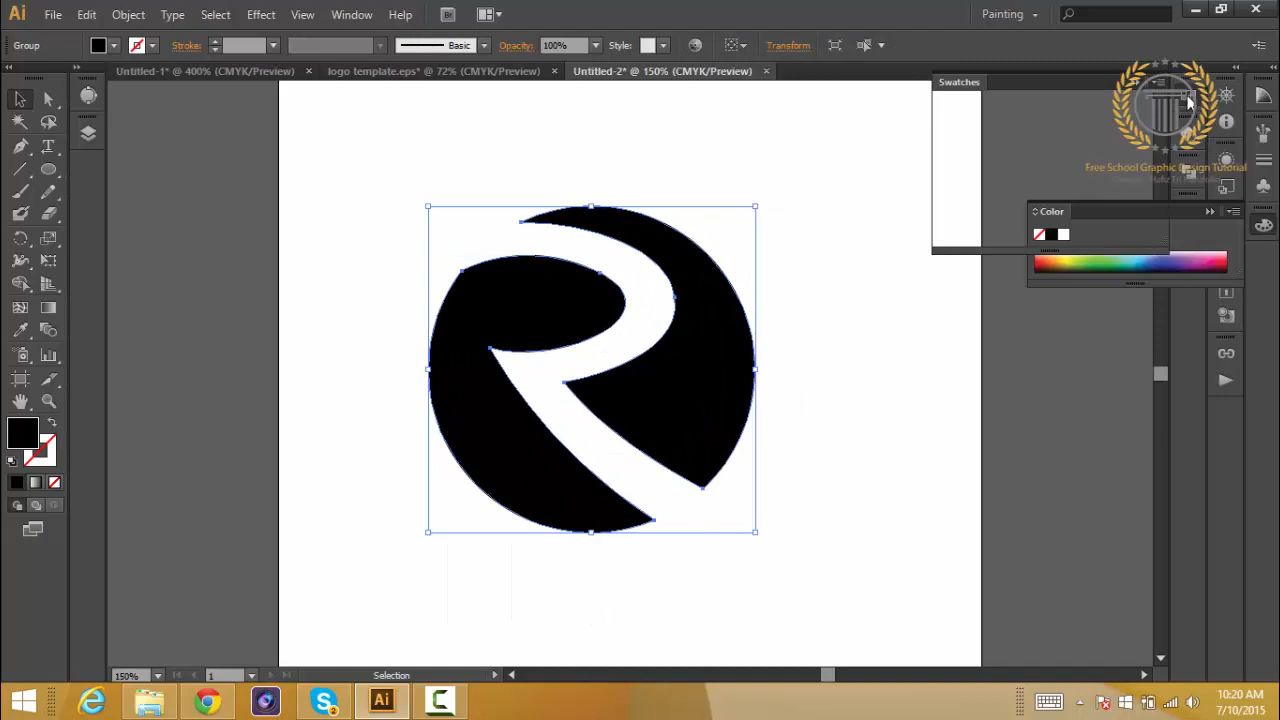 Ai File Edit Object Type Select Effect View Window Help Br Painting
Group Stroke: Basic Opacity: 100% Style: Transform
Untitled-1* @ 400% (CMYK/Preview) × logo template.eps* @ 72% (CMYK/Preview) × Untitled-2* @ 150% (CMYK/Preview) ×
Swatches
Free School Graphic Design Tutorial
Color
R
150% 1 Selection
Ai
10:20 AM
7/10/2015